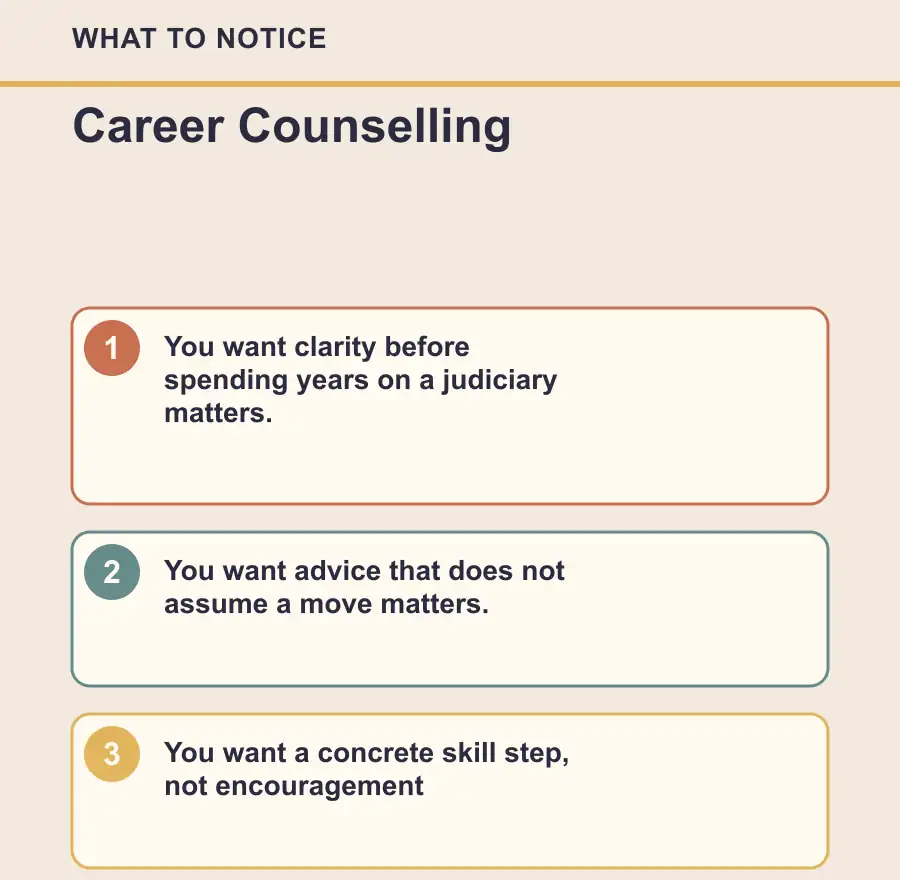 WHAT TO NOTICE
Career Counselling
1
You want clarity before
spending years on a judiciary
matters.
2
You want advice that does not
assume a move matters.
3
You want a concrete skill step,
not encouragement